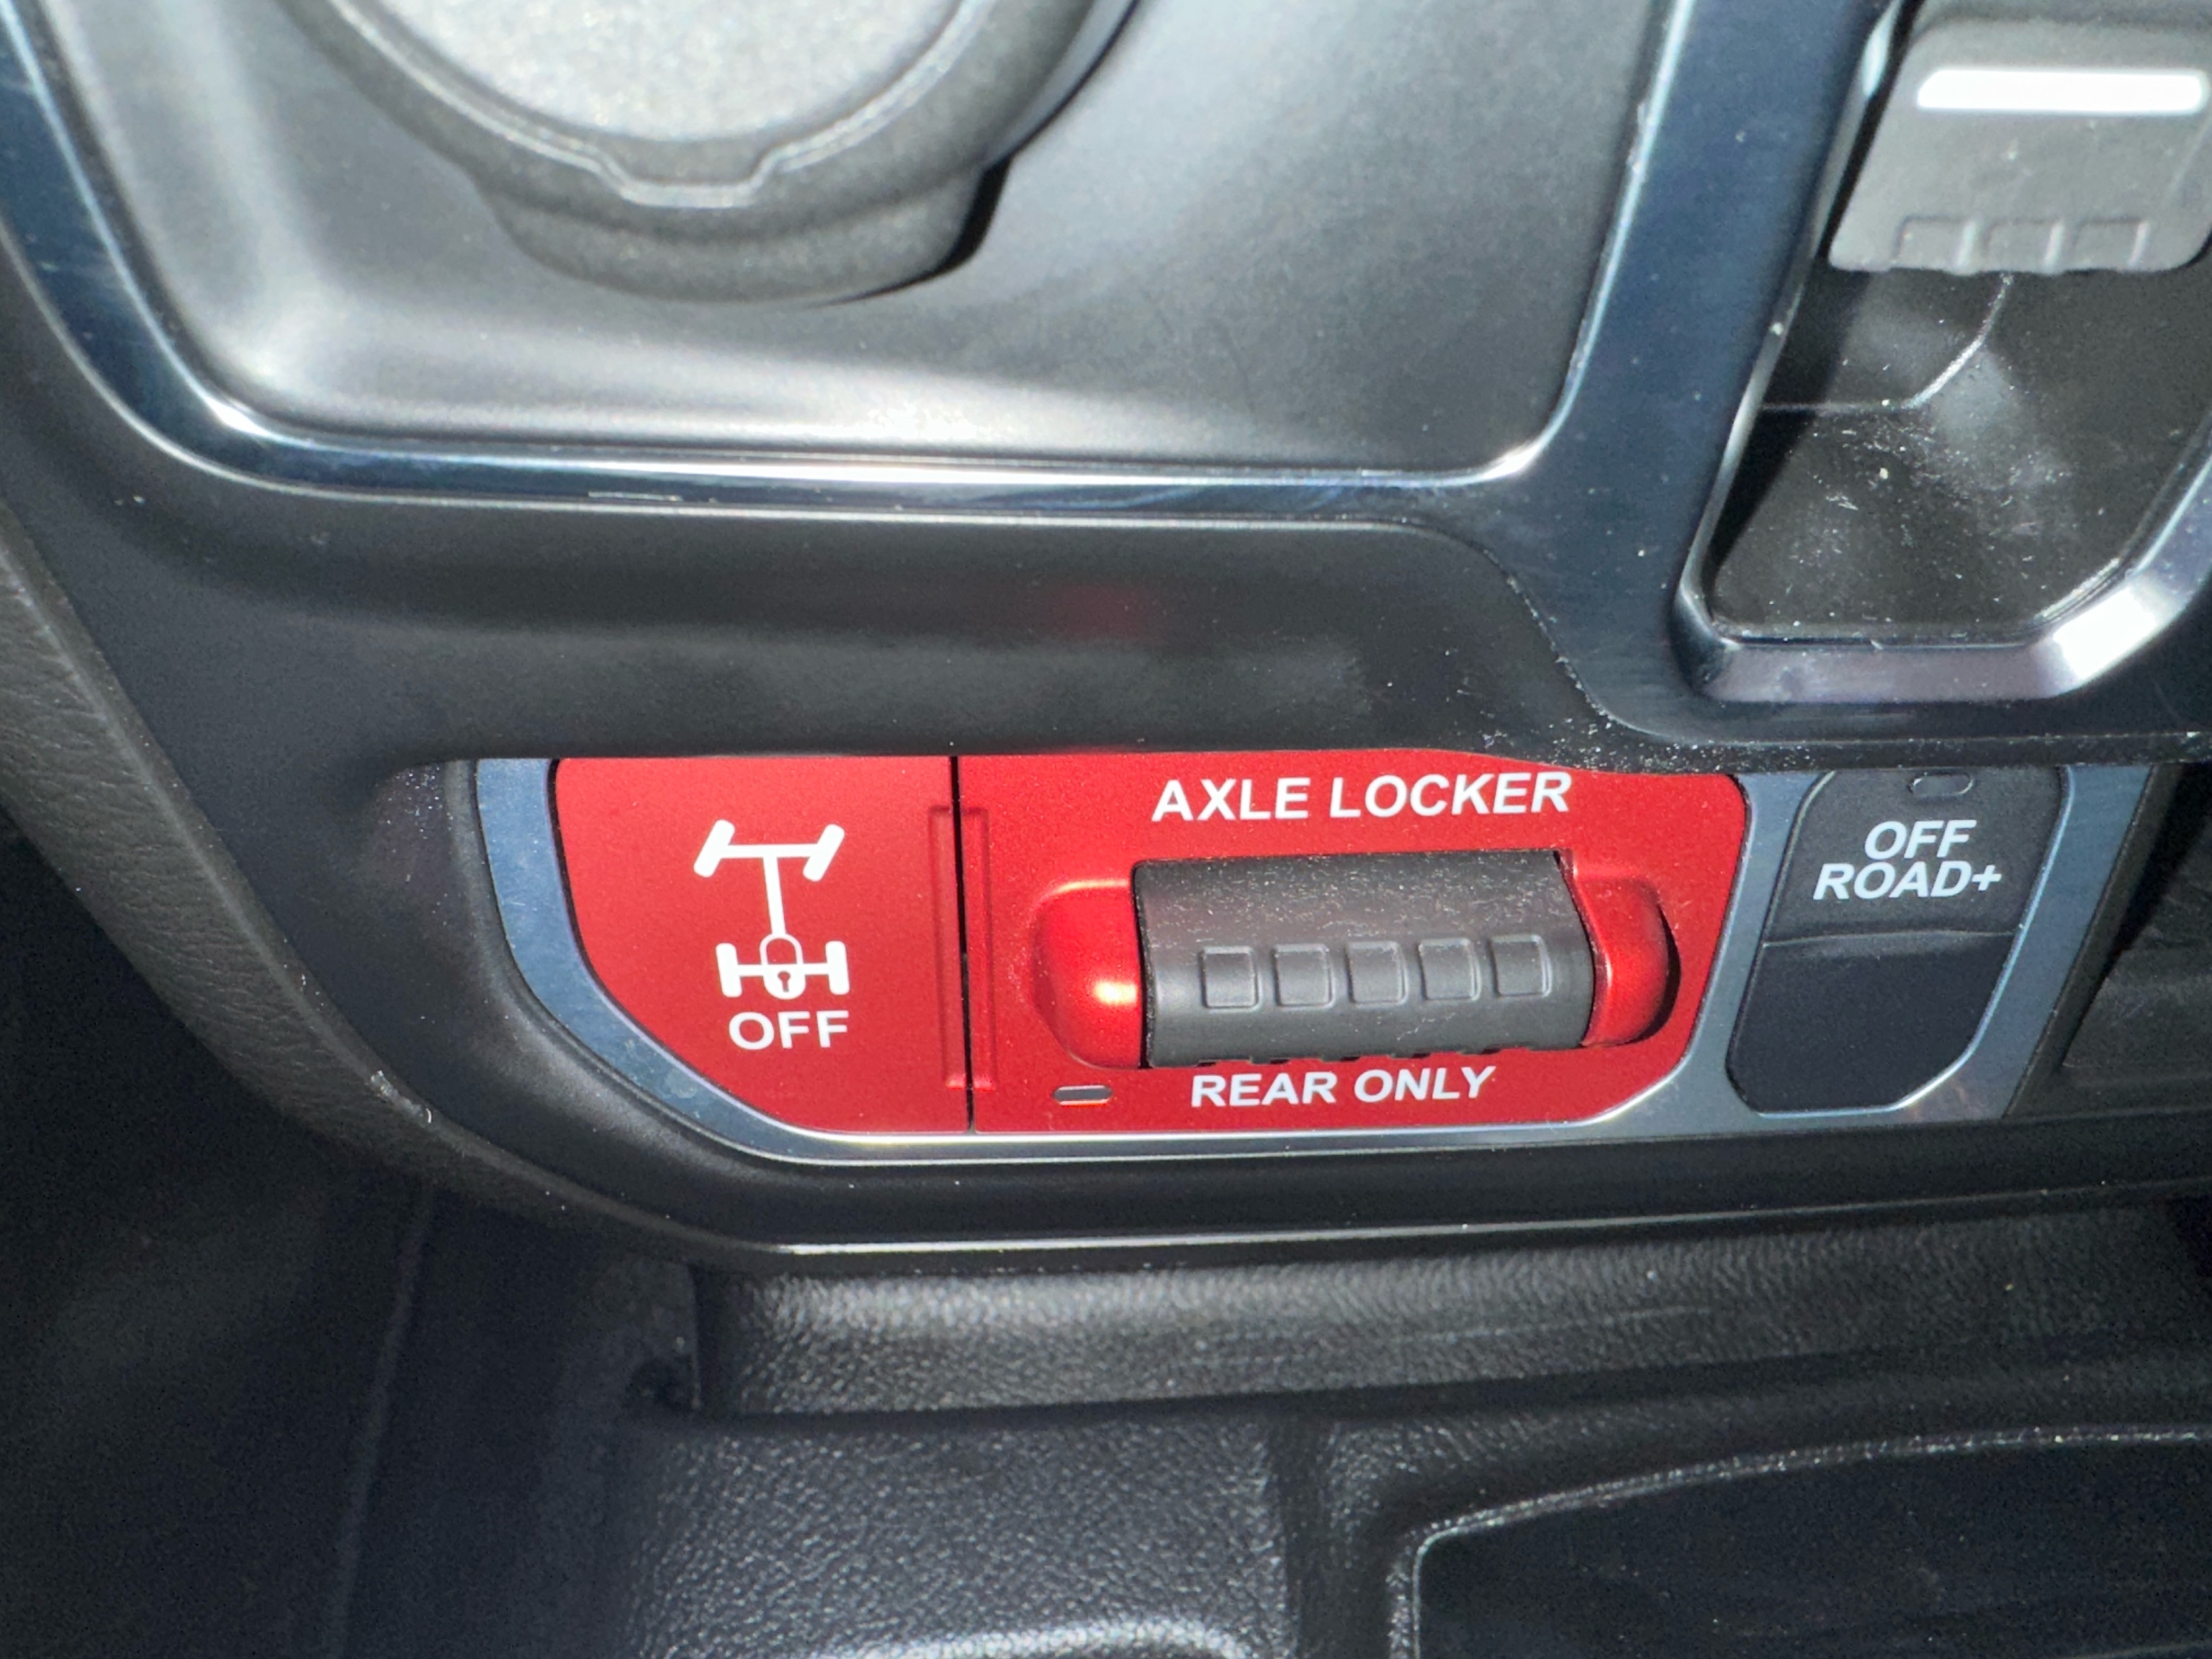 AXLE LOCKER
OFF
REAR ONLY
OFF
ROAD+